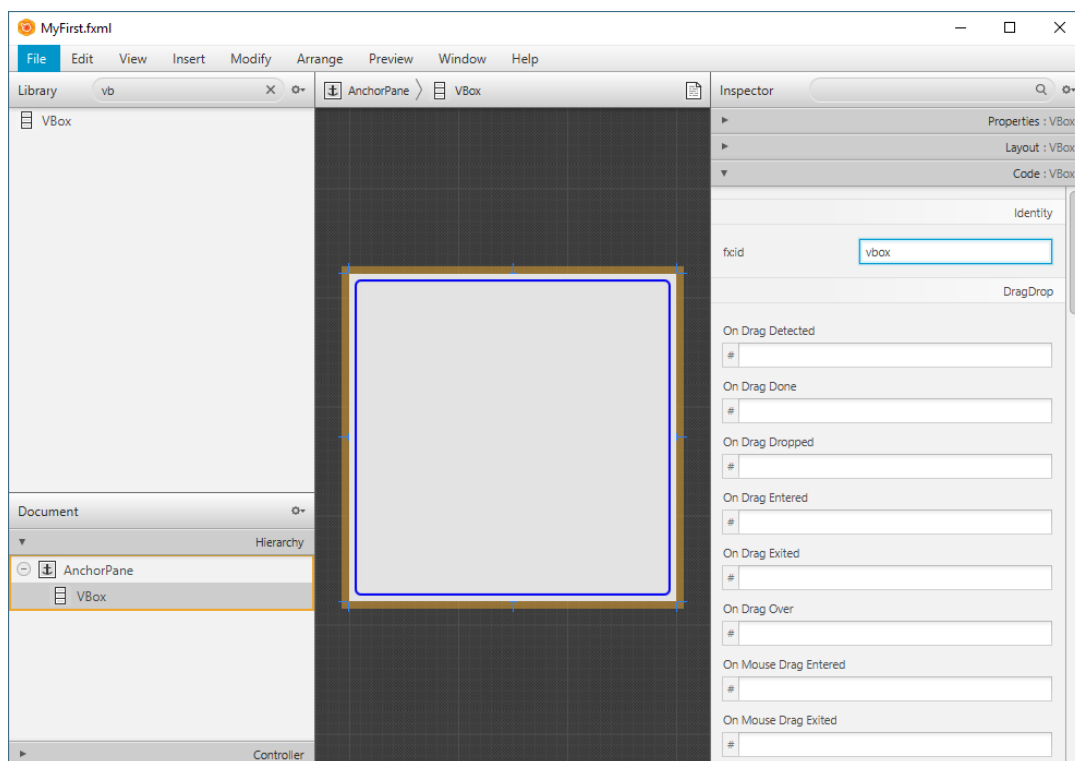 MyFirst.fxml
File Edit View Insert Modify Arrange Preview Window Help
Library vb
AnchorPane VBox
Inspector
VBox
Properties : VBox
Layout : VBox
Code : VBox
Identity
fx:id vbox
DragDrop
On Drag Detected
#
On Drag Done
#
On Drag Dropped
#
On Drag Entered
#
On Drag Exited
#
On Drag Over
#
On Mouse Drag Entered
#
On Mouse Drag Exited
#
Document
Hierarchy
AnchorPane
VBox
Controller